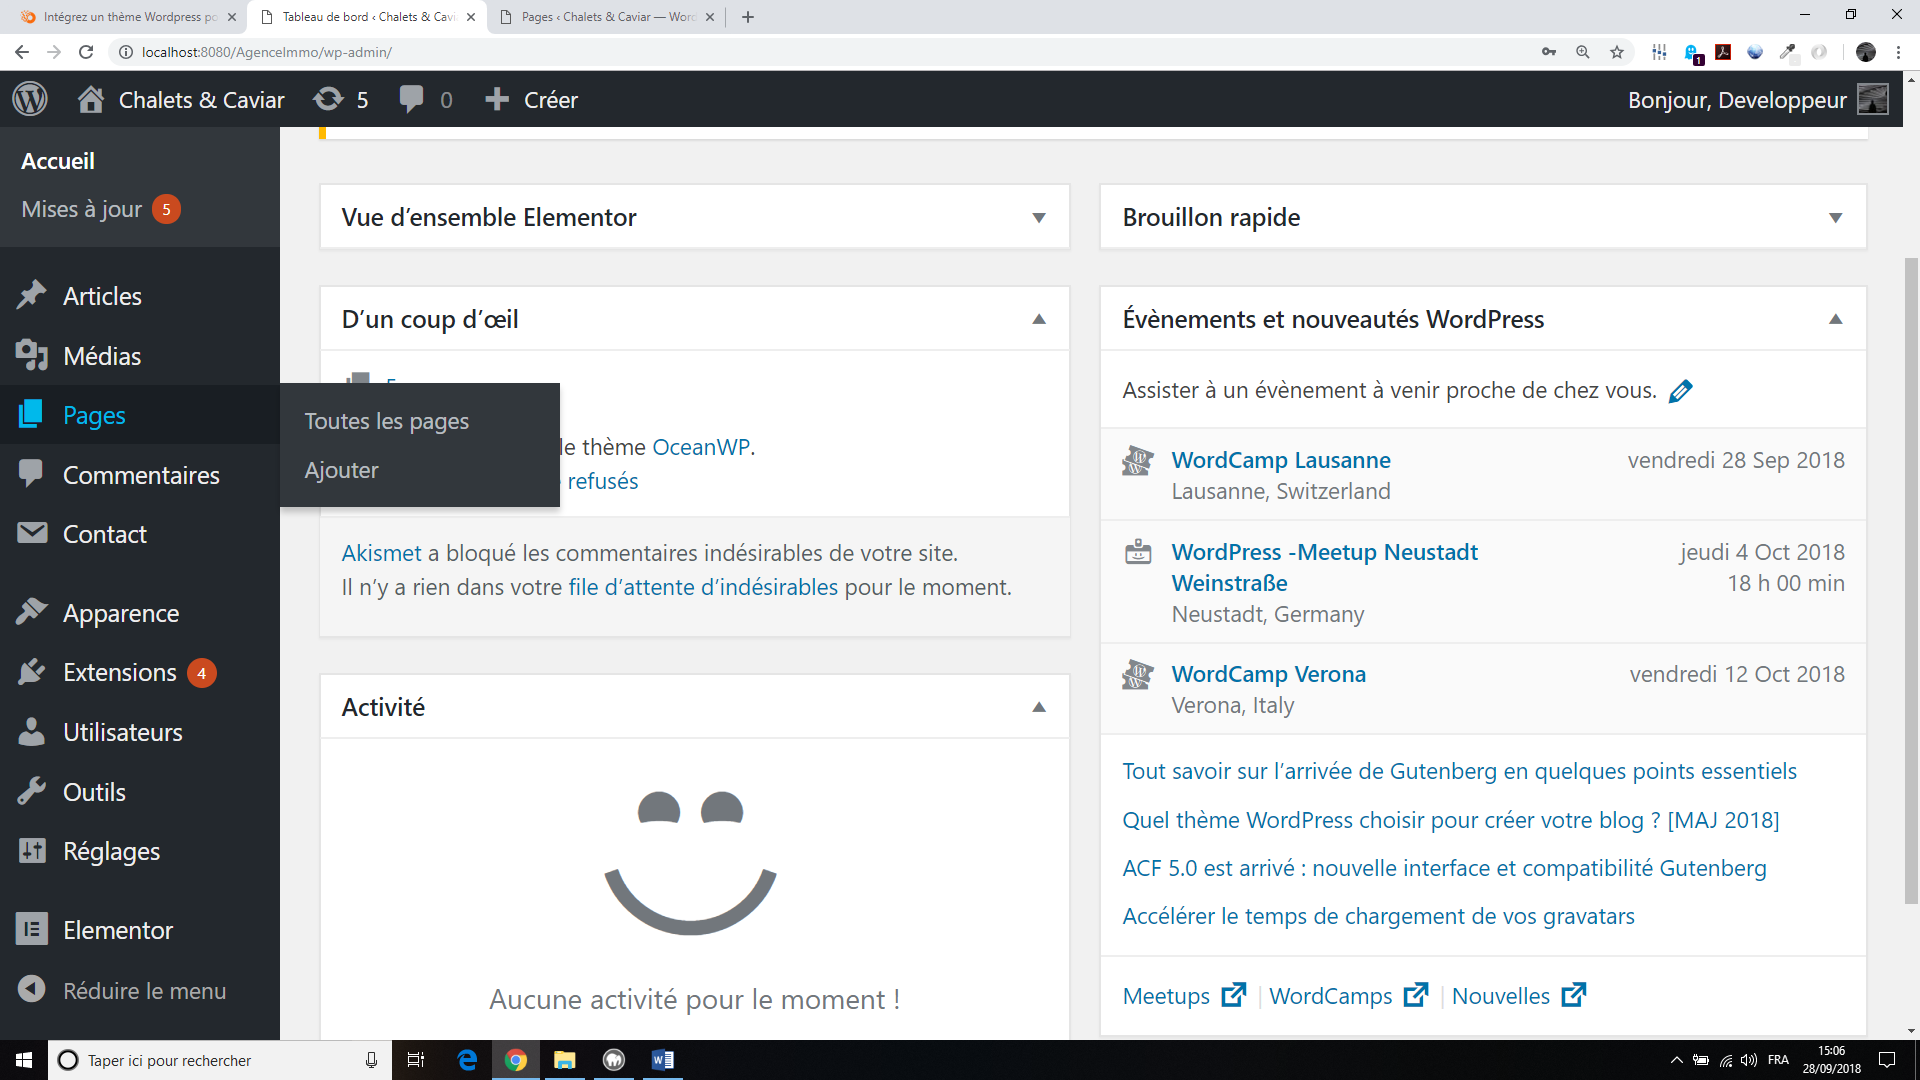 Intégrez un thème Wordpress po
Tableau de bord ‹ Chalets & Cavi
Pages ‹ Chalets & Caviar — Word
localhost:8080/AgenceImmo/wp-admin/
1
Chalets & Caviar
5
0
Créer
Bonjour, Developpeur
Accueil
Mises à jour 5
Articles
Médias
Pages
Commentaires
Contact
Apparence
Extensions 4
Utilisateurs
Outils
Réglages
Elementor
Réduire le menu
Toutes les pages
Ajouter
Vue d’ensemble Elementor
D’un coup d’œil
le thème OceanWP.
refusés
Akismet a bloqué les commentaires indésirables de votre site.
Il n’y a rien dans votre file d’attente d’indésirables pour le moment.
Activité
Aucune activité pour le moment !
Brouillon rapide
Évènements et nouveautés WordPress
Assister à un évènement à venir proche de chez vous.
WordCamp Lausanne vendredi 28 Sep 2018
Lausanne, Switzerland
WordPress -Meetup Neustadt jeudi 4 Oct 2018
Weinstraße 18 h 00 min
Neustadt, Germany
WordCamp Verona vendredi 12 Oct 2018
Verona, Italy
Tout savoir sur l’arrivée de Gutenberg en quelques points essentiels
Quel thème WordPress choisir pour créer votre blog ? [MAJ 2018]
ACF 5.0 est arrivé : nouvelle interface et compatibilité Gutenberg
Accélérer le temps de chargement de vos gravatars
Meetups | WordCamps | Nouvelles
Taper ici pour rechercher
FRA
15:06
28/09/2018